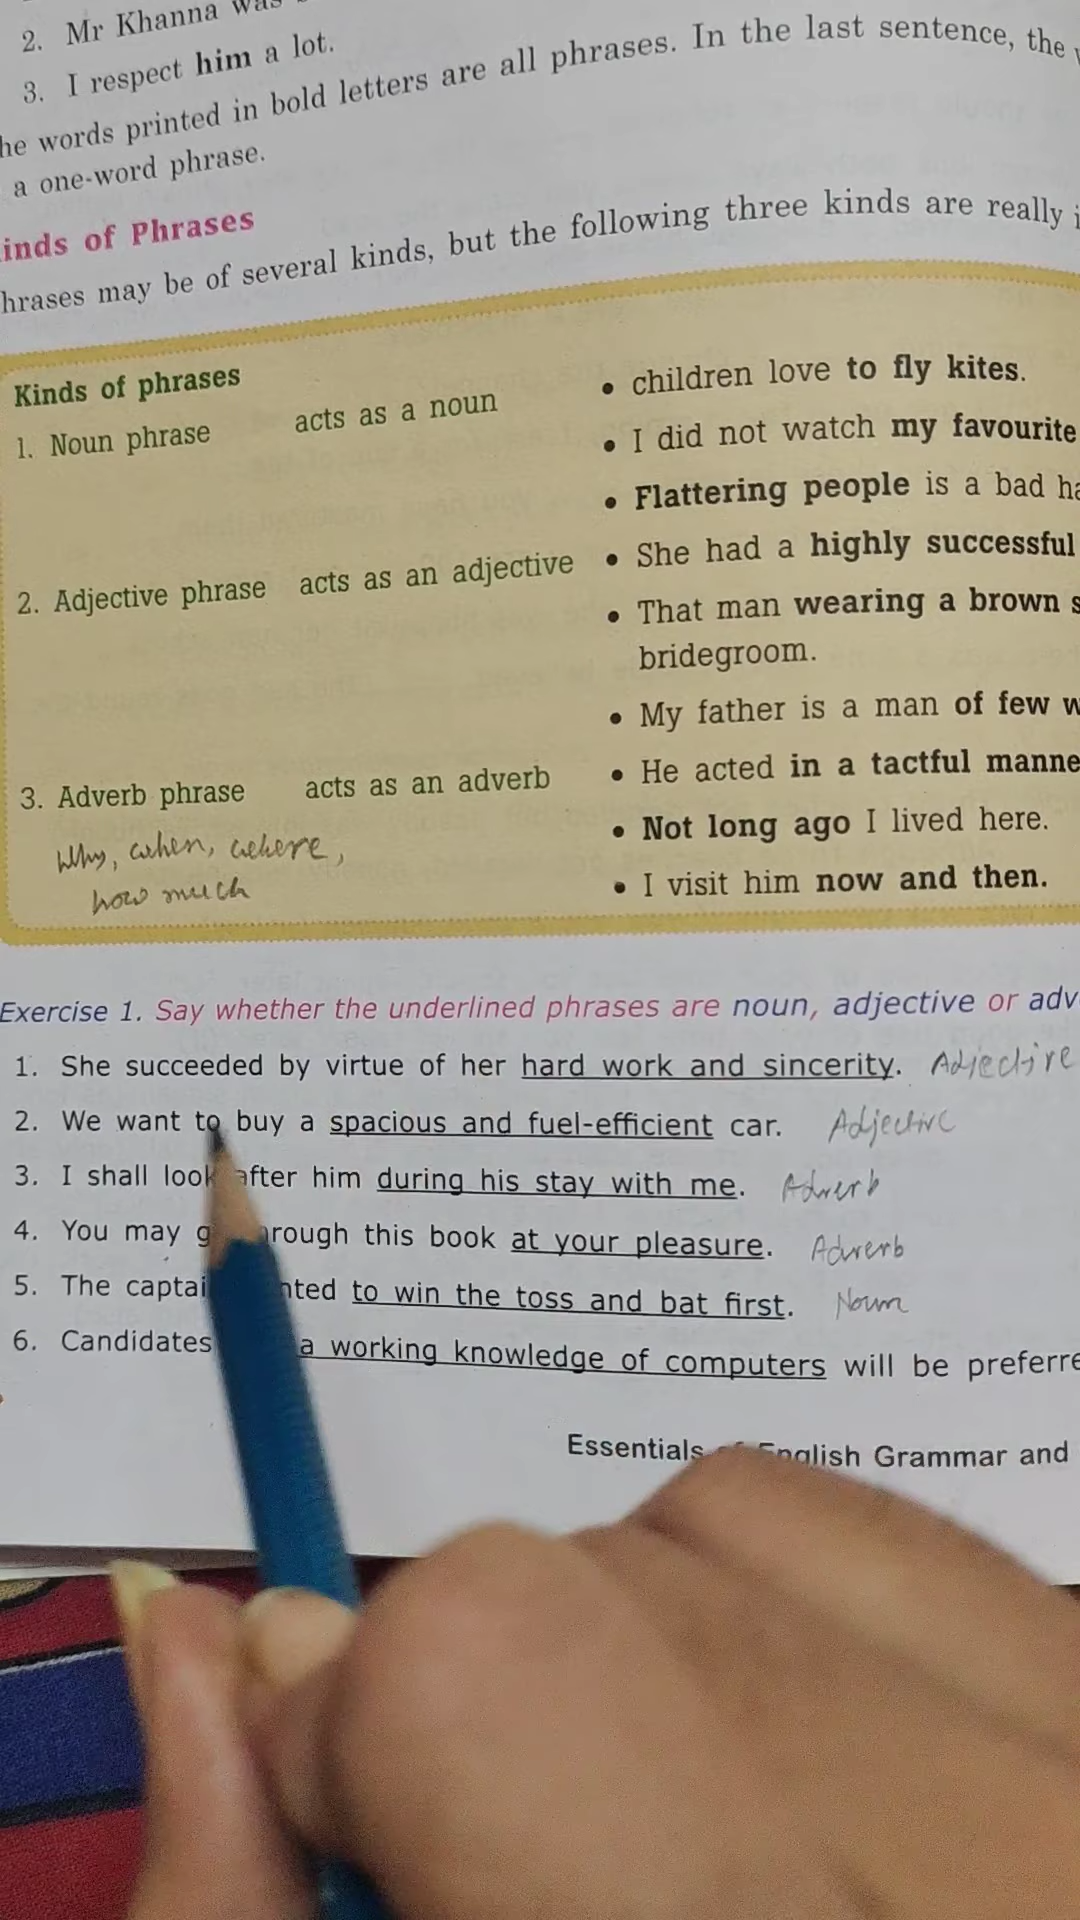 2. Mr Khanna was
3. I respect him a lot.
he words printed in bold letters are all phrases. In the last sentence, the
a one-word phrase.
inds of Phrases
hrases may be of several kinds, but the following three kinds are really
Kinds of phrases
1. Noun phrase acts as a noun • children love to fly kites.
• I did not watch my favourite
• Flattering people is a bad ha
2. Adjective phrase acts as an adjective • She had a highly successful
• That man wearing a brown s
bridegroom.
• My father is a man of few w
3. Adverb phrase acts as an adverb • He acted in a tactful manne
Why, when, where, • Not long ago I lived here.
how much • I visit him now and then.
Exercise 1. Say whether the underlined phrases are noun, adjective or adv
1. She succeeded by virtue of her hard work and sincerity. Adjective
2. We want to buy a spacious and fuel-efficient car. Adjective
3. I shall look after him during his stay with me. Adverb
4. You may g rough this book at your pleasure. Adverb
5. The captai nted to win the toss and bat first. Noun
6. Candidates a working knowledge of computers will be preferre
Essentials English Grammar and